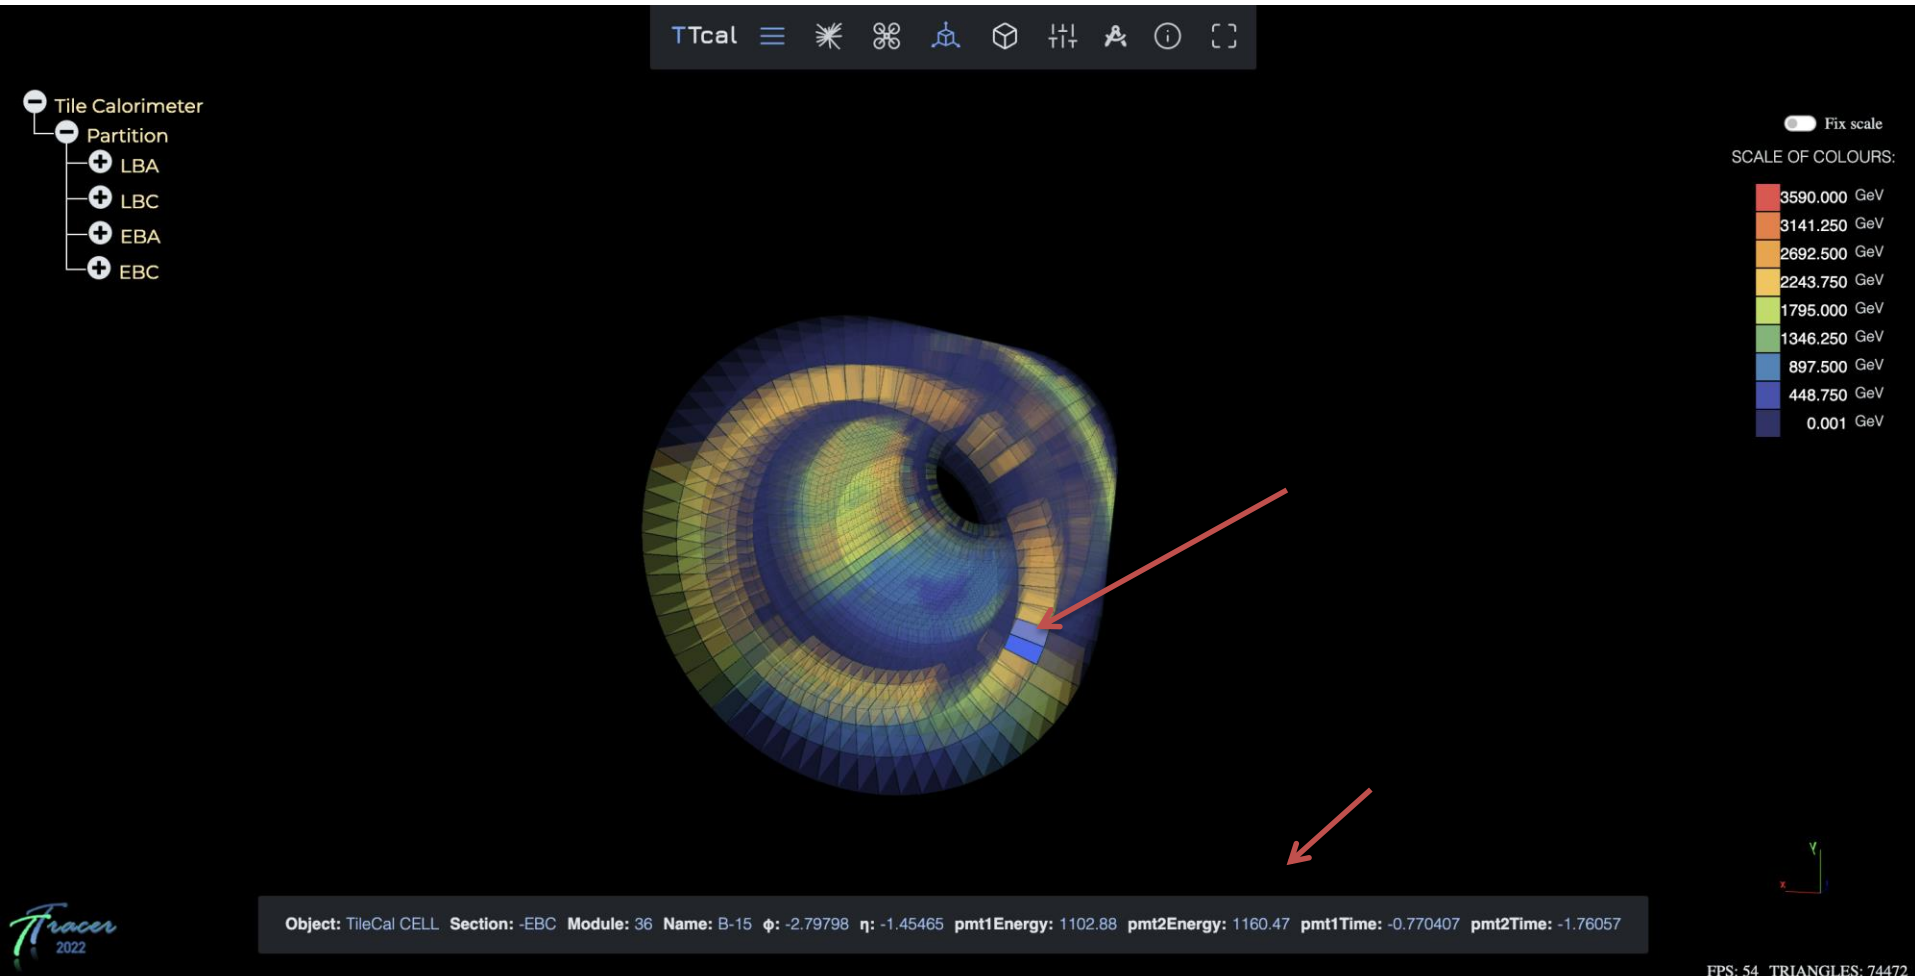 TTcal
Tile Calorimeter
Partition
LBA
LBC
EBA
EBC
Fix scale
SCALE OF COLOURS:
3590.000 GeV
3141.250 GeV
2692.500 GeV
2243.750 GeV
1795.000 GeV
1346.250 GeV
897.500 GeV
448.750 GeV
0.001 GeV
Y
x
Tracer
2022
Object: TileCal CELL Section: -EBC Module: 36 Name: B-15 ϕ: -2.79798 η: -1.45465 pmt1Energy: 1102.88 pmt2Energy: 1160.47 pmt1Time: -0.770407 pmt2Time: -1.76057
FPS: 54 TRIANGLES: 74472